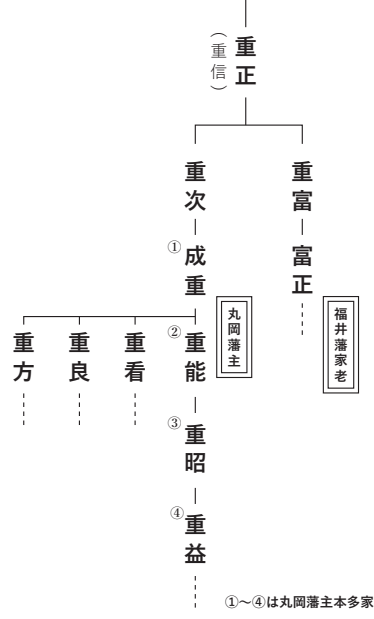 重正
（重信）
重富
富正
福井藩家老
重次
①成重
丸岡藩主
②重能
重看
重良
重方
③重昭
④重益
①～④は丸岡藩主本多家